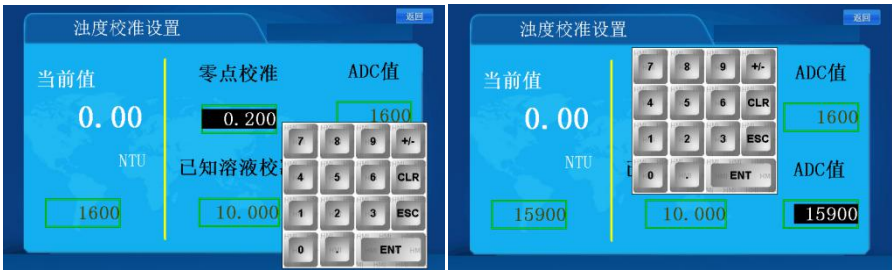 浊度校准设置
返回
当前值
零点校准
ADC值
0.00
0.200
1600
NTU
已知溶液校
1600
10.000
7 8 9 +/-
4 5 6 CLR
1 2 3 ESC
0 . ENT
浊度校准设置
返回
当前值
ADC值
0.00
1600
NTU
ADC值
15900
10.000
15900
7 8 9 +/-
4 5 6 CLR
1 2 3 ESC
0 . ENT